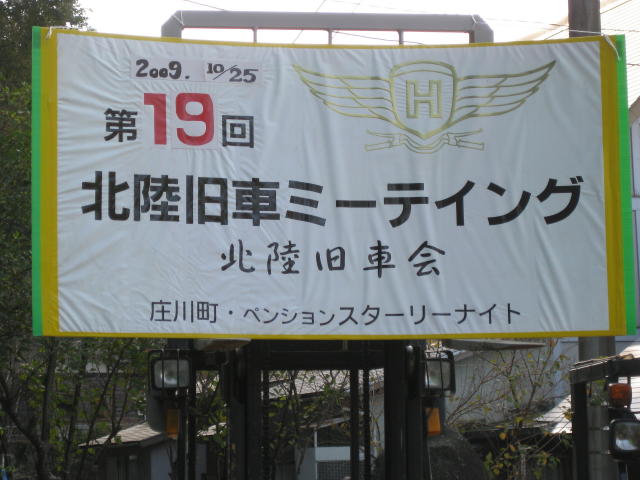 2009. 10/25
H
第19回
北陸旧車ミーテイング
北陸旧車会
庄川町・ペンションスターリーナイト